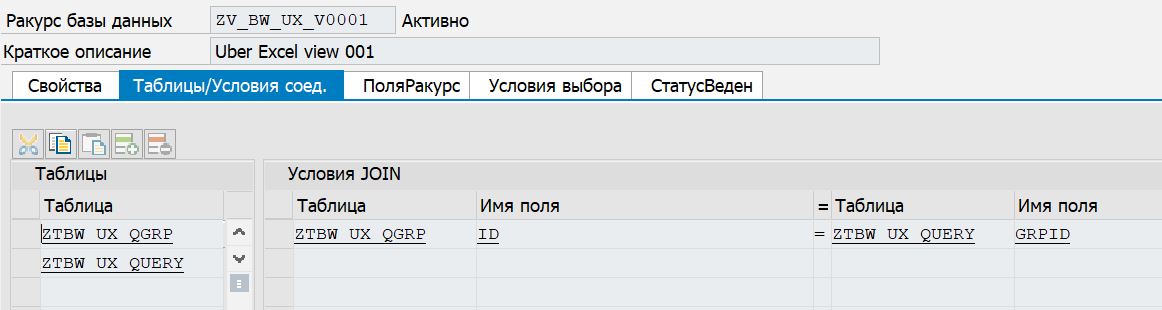 Ракурс базы данных ZV_BW_UX_V0001 Активно
Краткое описание Uber Excel view 001
Свойства Таблицы/Условия соед. ПоляРакурс Условия выбора СтатусВеден
Таблицы Условия JOIN
Таблица Таблица Имя поля = Таблица Имя поля
ZTBW_UX_QGRP ZTBW_UX_QGRP ID = ZTBW_UX_QUERY GRPID
ZTBW_UX_QUERY